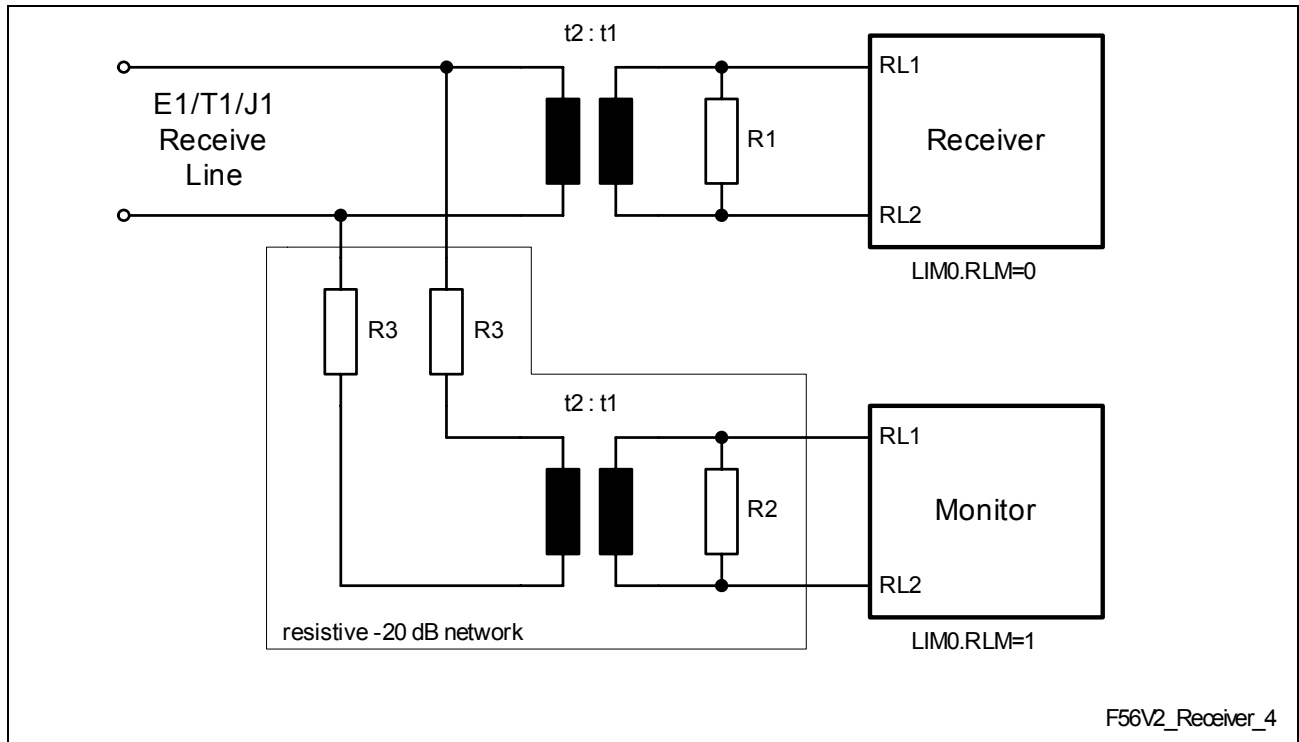 t2 : t1
E1/T1/J1
Receive
Line
R1
RL1
Receiver
RL2
LIM0.RLM=0
R3
R3
t2 : t1
R2
RL1
Monitor
RL2
resistive -20 dB network
LIM0.RLM=1
F56V2_Receiver_4